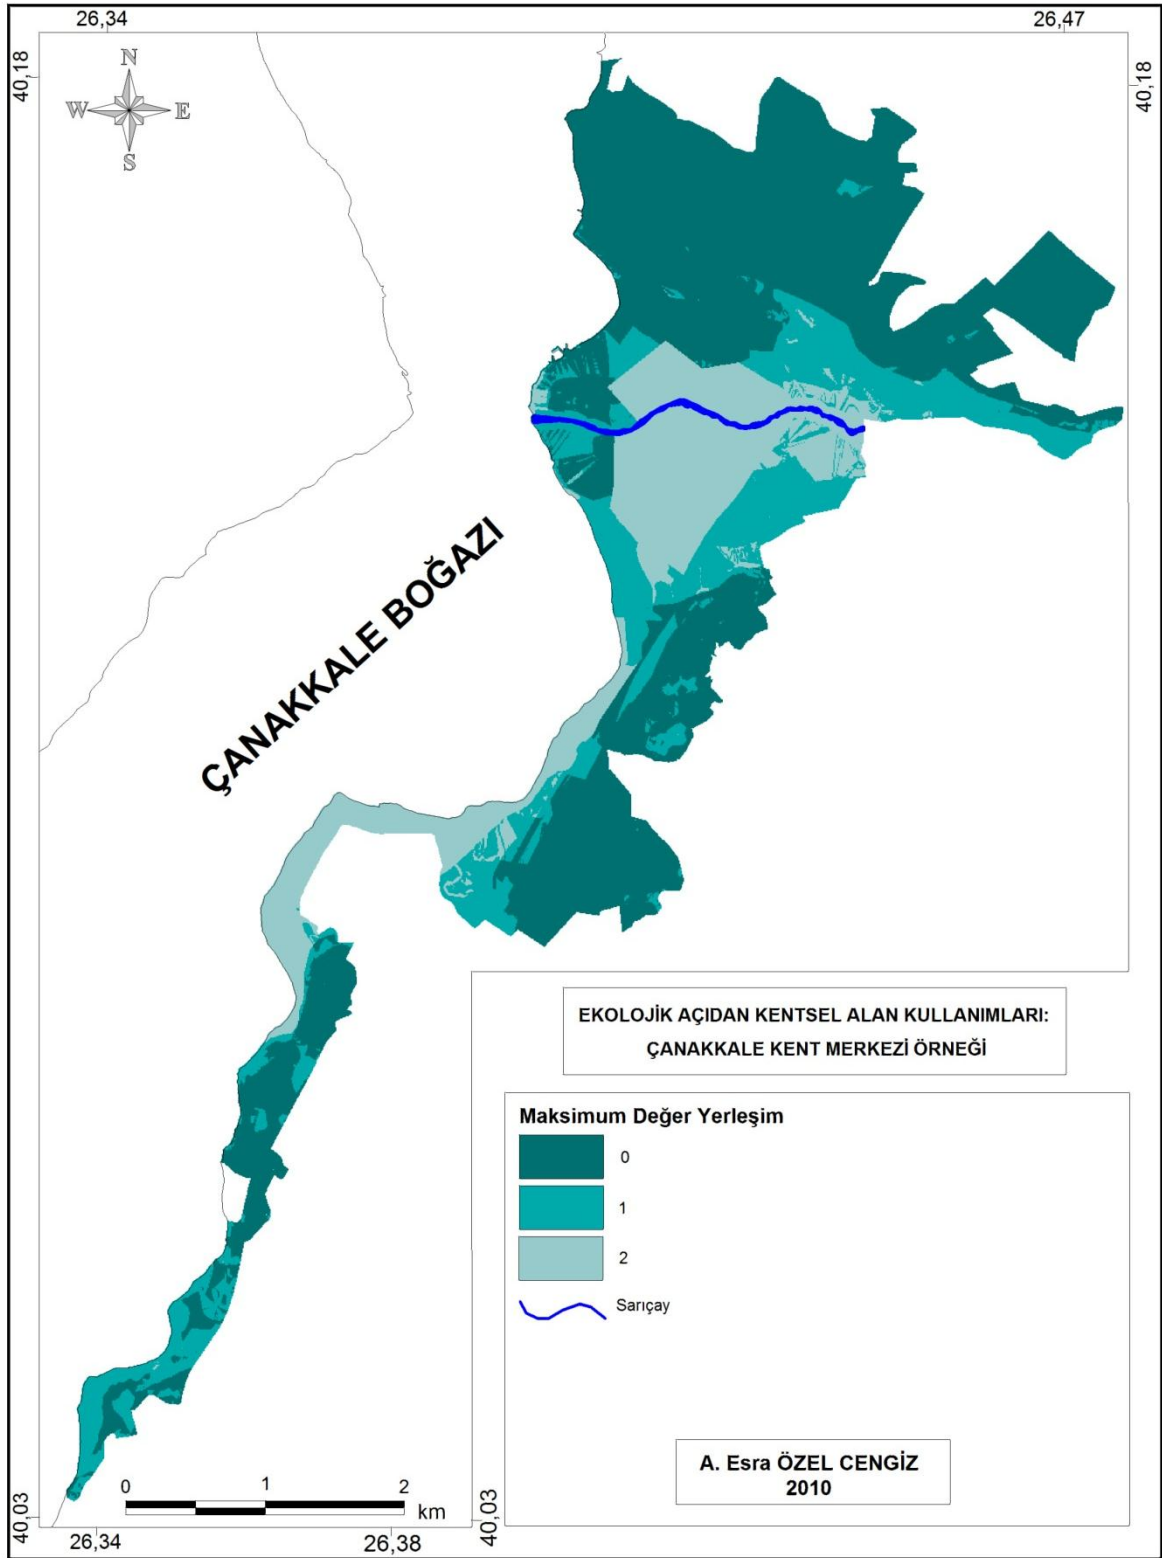 26,34
26,47
40,18
40,18
N
W E
S
ÇANAKKALE BOĞAZI
EKOLOJİK AÇIDAN KENTSEL ALAN KULLANIMLARI:
ÇANAKKALE KENT MERKEZİ ÖRNEĞİ
Maksimum Değer Yerleşim
0
1
2
Sarıçay
A. Esra ÖZEL CENGİZ
2010
0 1 2
km
40,03
40,03
26,34
26,38